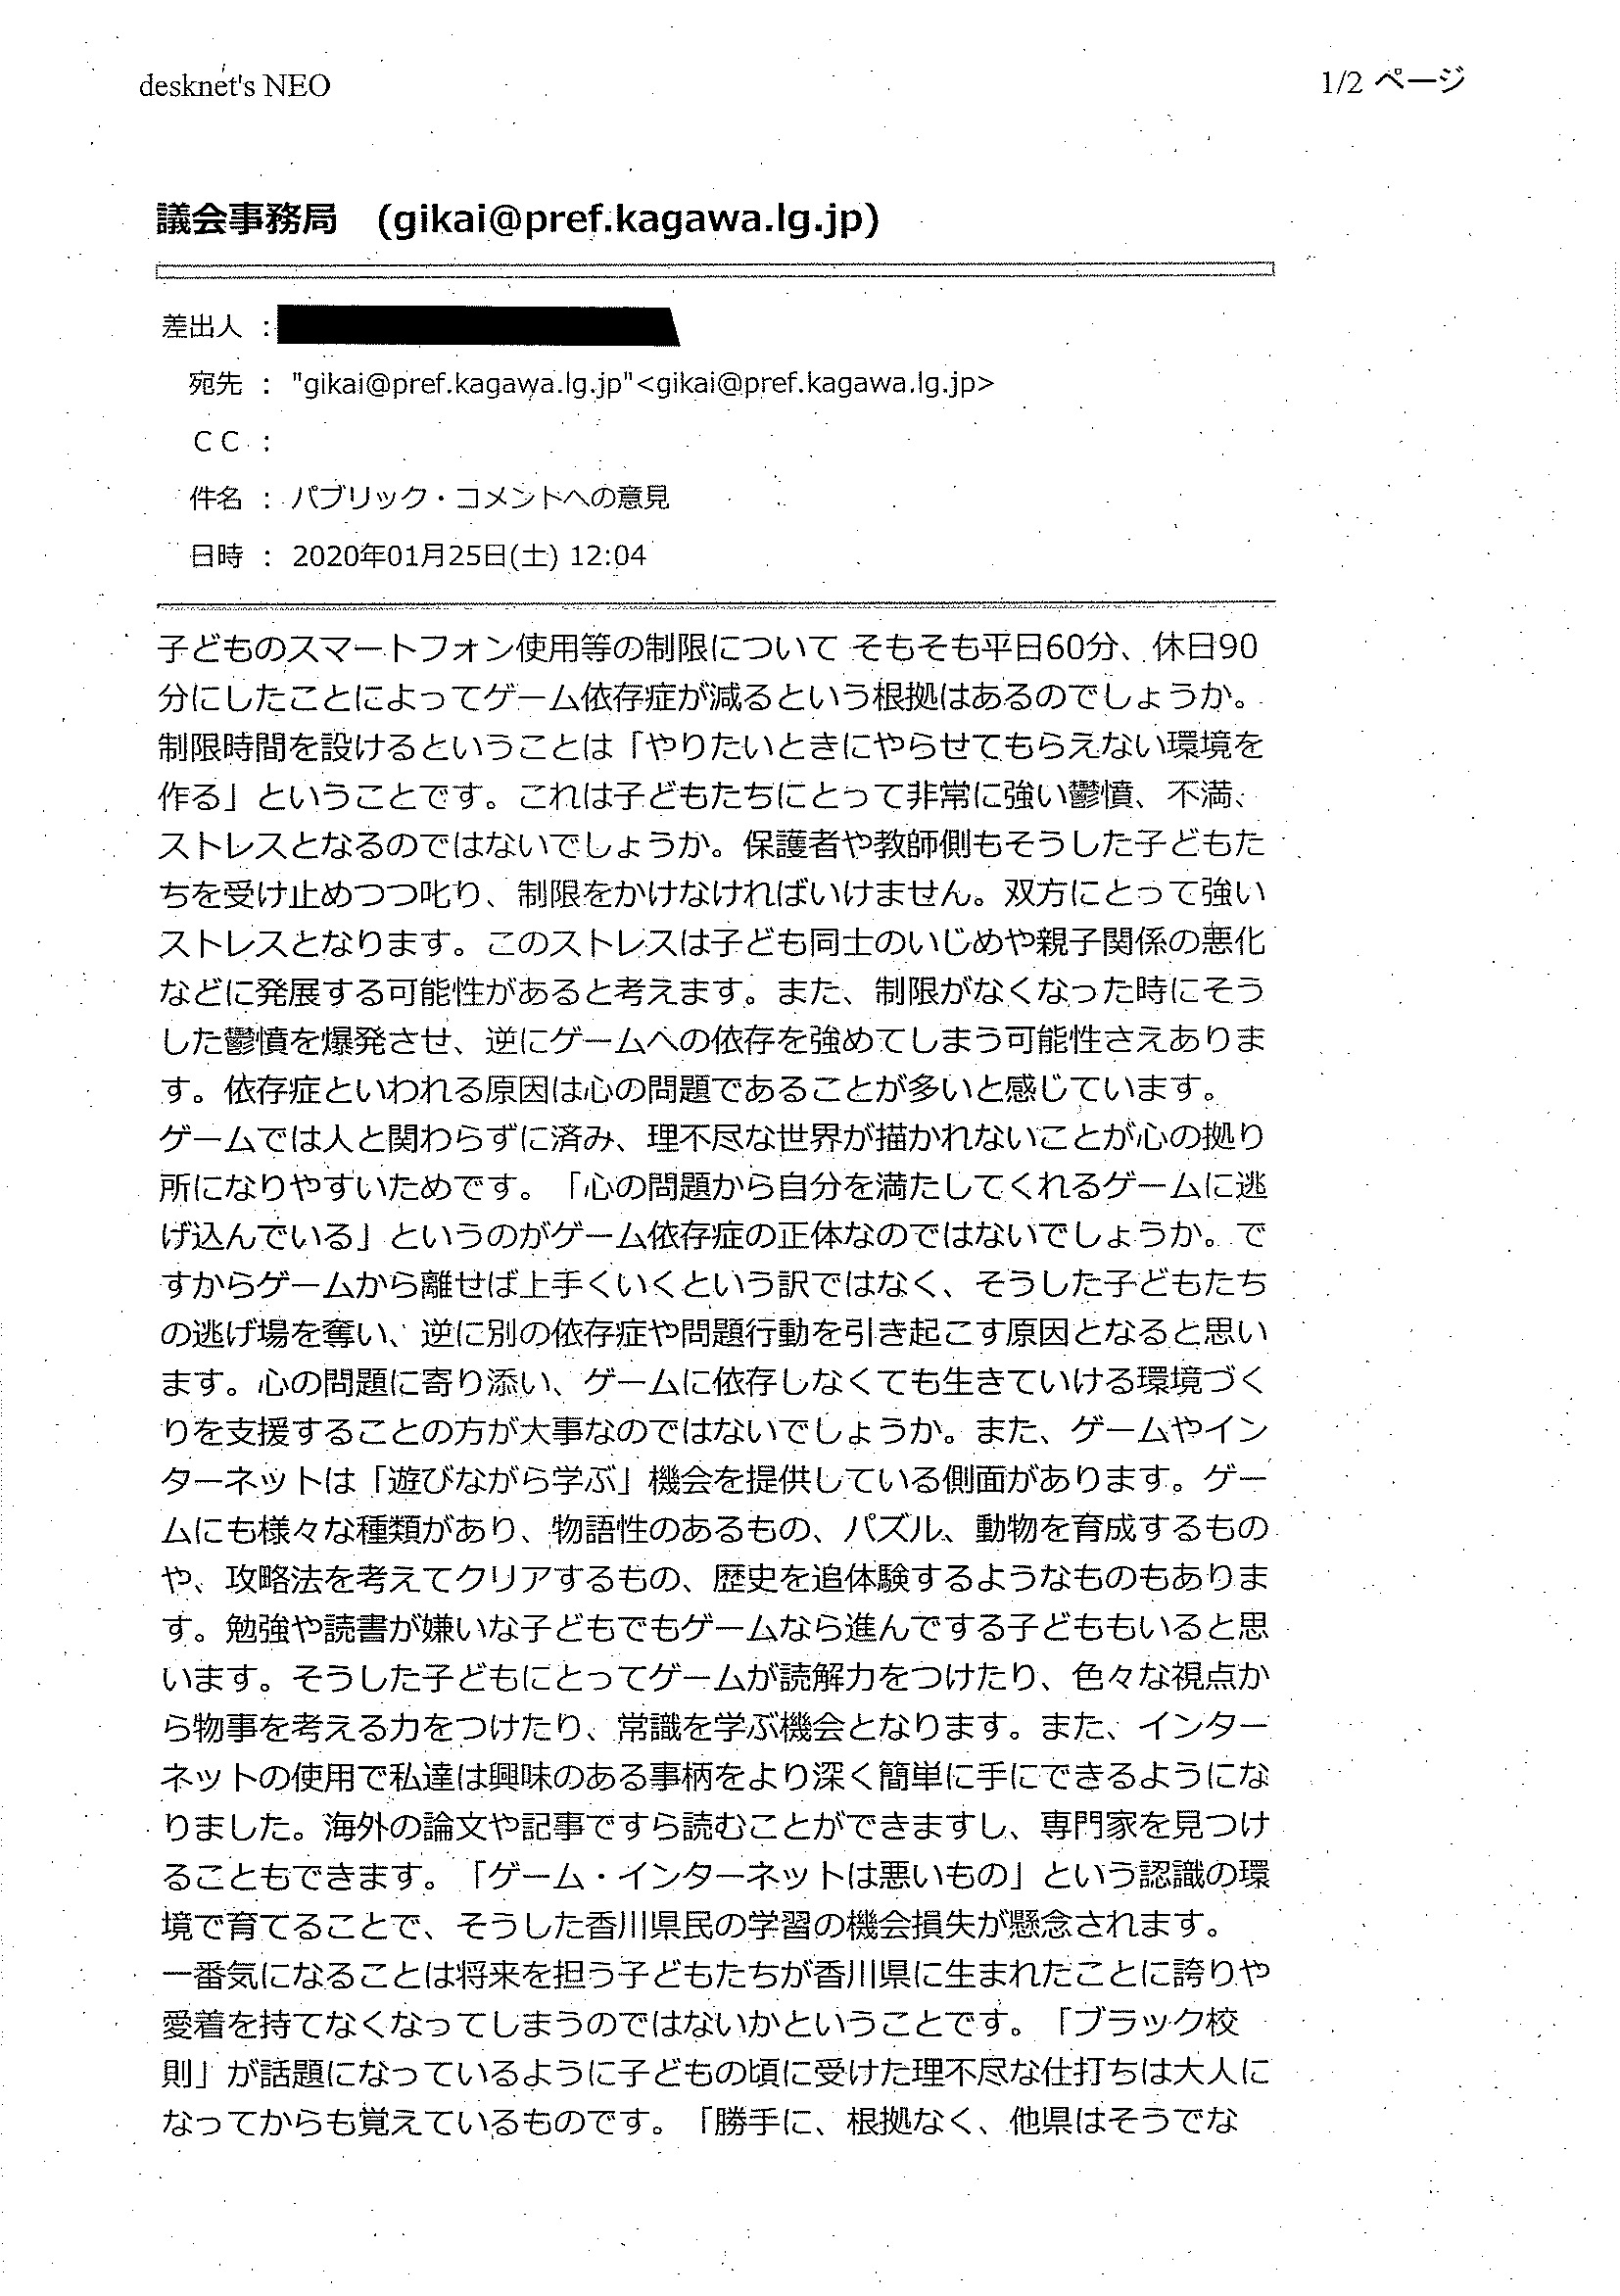 desknet's NEO
1/2 ページ
議会事務局　(gikai@pref.kagawa.lg.jp)
差出人 :
宛先 : "gikai@pref.kagawa.lg.jp"<gikai@pref.kagawa.lg.jp>
ＣＣ :
件名 : パブリック・コメントへの意見
日時 : 2020年01月25日(土) 12:04
子どものスマートフォン使用等の制限について そもそも平日60分、休日90
分にしたことによってゲーム依存症が減るという根拠はあるのでしょうか。
制限時間を設けるということは「やりたいときにやらせてもらえない環境を
作る」ということです。これは子どもたちにとって非常に強い鬱憤、不満、
ストレスとなるのではないでしょうか。保護者や教師側もそうした子どもた
ちを受け止めつつ叱り、制限をかけなければいけません。双方にとって強い
ストレスとなります。このストレスは子ども同士のいじめや親子関係の悪化
などに発展する可能性があると考えます。また、制限がなくなった時にそう
した鬱憤を爆発させ、逆にゲームへの依存を強めてしまう可能性さえありま
す。依存症といわれる原因は心の問題であることが多いと感じています。
ゲームでは人と関わらずに済み、理不尽な世界が描かれないことが心の拠り
所になりやすいためです。「心の問題から自分を満たしてくれるゲームに逃
げ込んでいる」というのがゲーム依存症の正体なのではないでしょうか。で
すからゲームから離せば上手くいくという訳ではなく、そうした子どもたち
の逃げ場を奪い、逆に別の依存症や問題行動を引き起こす原因となると思い
ます。心の問題に寄り添い、ゲームに依存しなくても生きていける環境づく
りを支援することの方が大事なのではないでしょうか。また、ゲームやイン
ターネットは「遊びながら学ぶ」機会を提供している側面があります。ゲー
ムにも様々な種類があり、物語性のあるもの、パズル、動物を育成するもの
や、攻略法を考えてクリアするもの、歴史を追体験するようなものもありま
す。勉強や読書が嫌いな子どもでもゲームなら進んでする子どももいると思
います。そうした子どもにとってゲームが読解力をつけたり、色々な視点か
ら物事を考える力をつけたり、常識を学ぶ機会となります。また、インター
ネットの使用で私達は興味のある事柄をより深く簡単に手にできるようにな
りました。海外の論文や記事ですら読むことができますし、専門家を見つけ
ることもできます。「ゲーム・インターネットは悪いもの」という認識の環
境で育てることで、そうした香川県民の学習の機会損失が懸念されます。
一番気になることは将来を担う子どもたちが香川県に生まれたことに誇りや
愛着を持てなくなってしまうのではないかということです。「ブラック校
則」が話題になっているように子どもの頃に受けた理不尽な仕打ちは大人に
なってからも覚えているものです。「勝手に、根拠なく、他県はそうでな